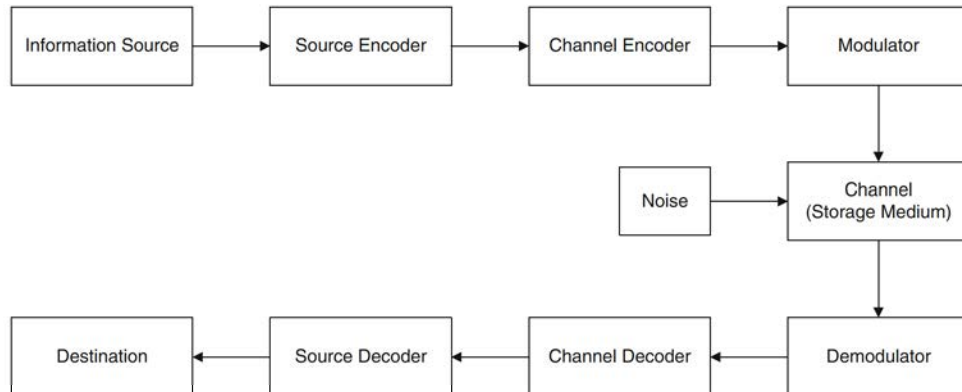 Information Source
Source Encoder
Channel Encoder
Modulator
Noise
Channel
(Storage Medium)
Destination
Source Decoder
Channel Decoder
Demodulator